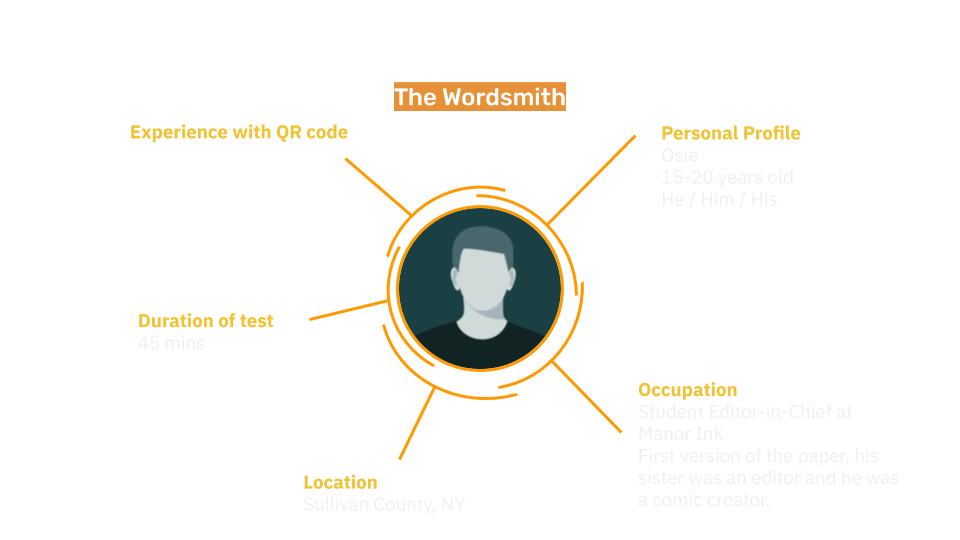 The Wordsmith
Experience with QR code
Personal Profile
Osie
15-20 years old
He / Him / His
Duration of test
45 mins
Occupation
Student Editor-in-Chief at
Manor Ink
First version of the paper, his
sister was an editor and he was
a comic creator.
Location
Sullivan County, NY